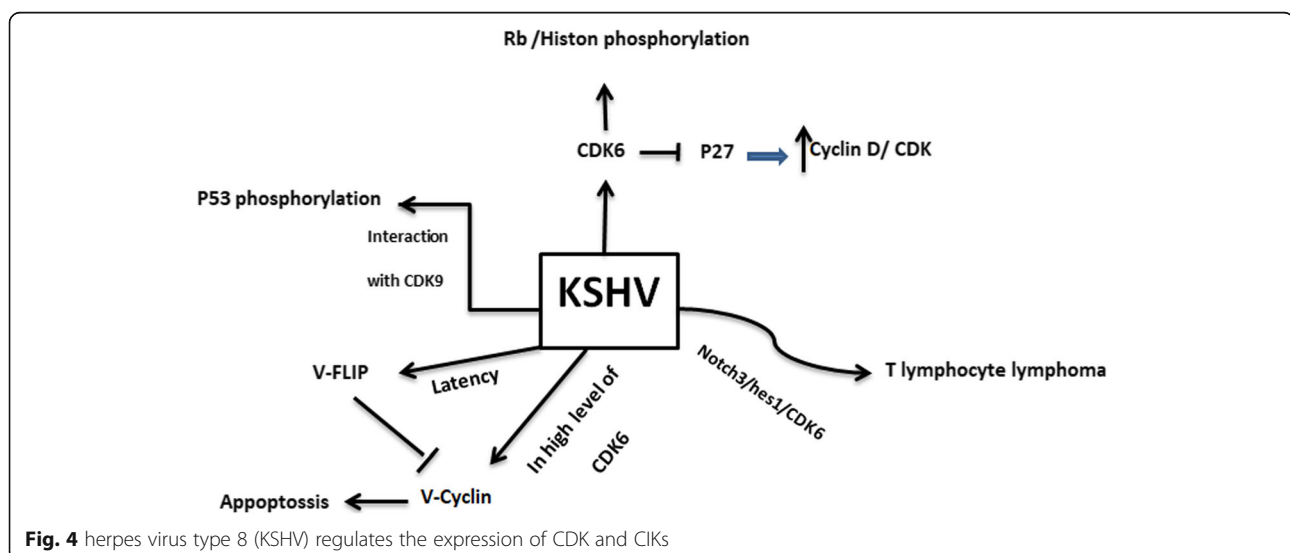 Rb /Histon phosphorylation
CDK6
P27
Cyclin D/ CDK
P53 phosphorylation
Interaction
with CDK9
KSHV
V-FLIP
Latency
In high level of
CDK6
Notch3/hes1/CDK6
T lymphocyte lymphoma
Appoptossis
V-Cyclin
Fig. 4 herpes virus type 8 (KSHV) regulates the expression of CDK and CIKs